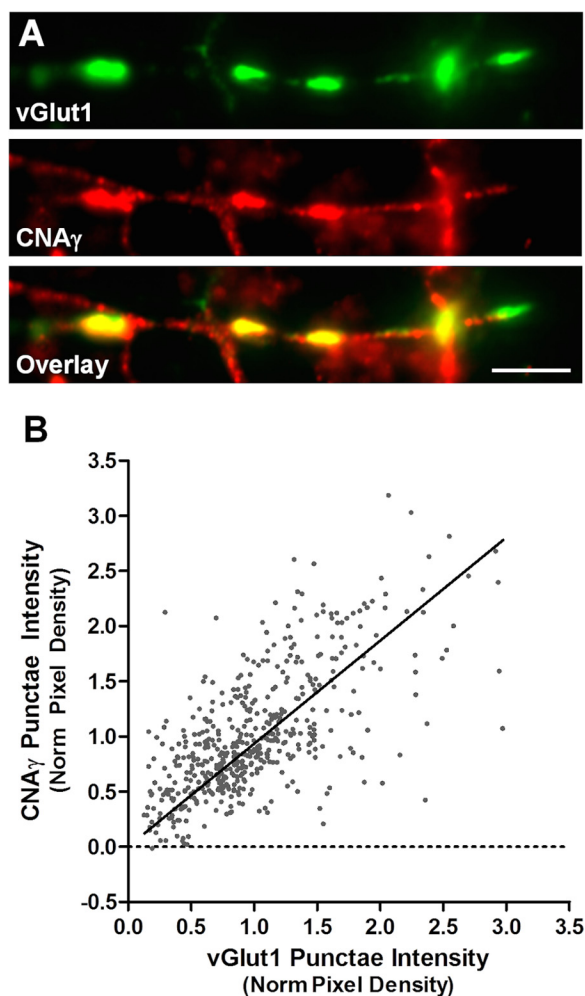 A
vGlut1
CNAγ
Overlay
B
CNAγ Punctae Intensity
(Norm Pixel Density)
3.5
3.0
2.5
2.0
1.5
1.0
0.5
0.0
-0.5
0.0 0.5 1.0 1.5 2.0 2.5 3.0 3.5
vGlut1 Punctae Intensity
(Norm Pixel Density)